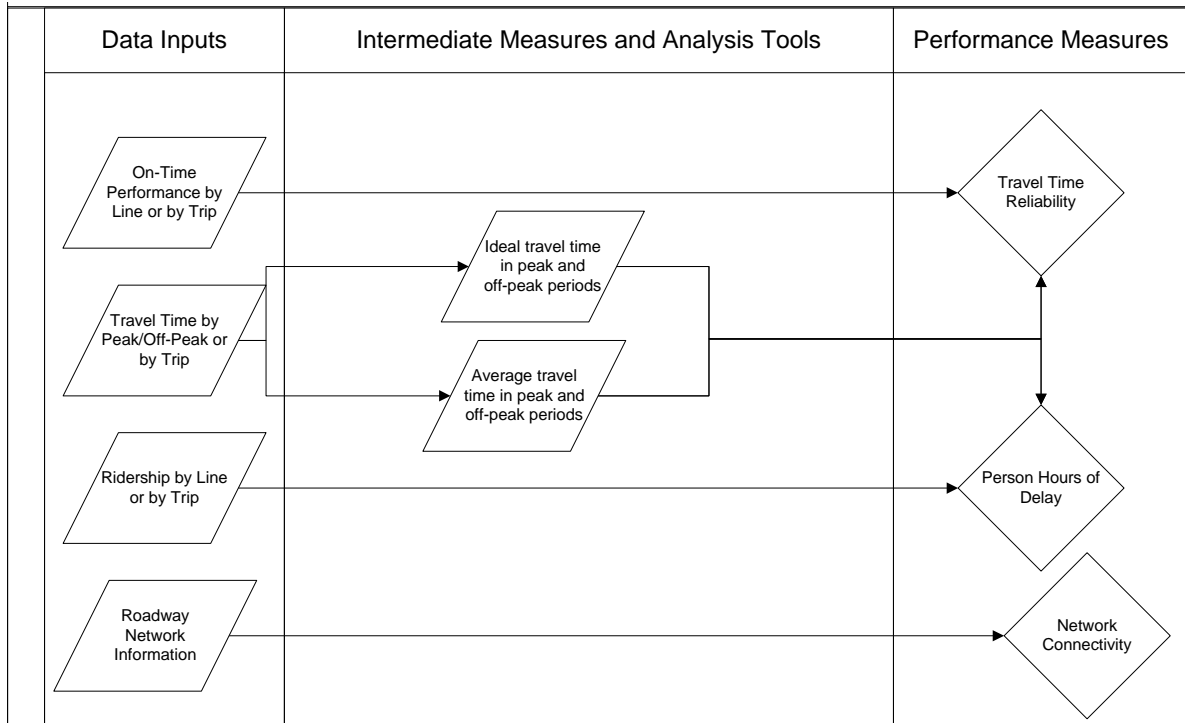 Data Inputs
Intermediate Measures and Analysis Tools
Performance Measures
On-Time
Performance by
Line or by Trip
Travel Time
Reliability
Ideal travel time
in peak and
off-peak periods
Travel Time by
Peak/Off-Peak or
by Trip
Average travel
time in peak and
off-peak periods
Ridership by Line
or by Trip
Person Hours of
Delay
Roadway
Network
Information
Network
Connectivity